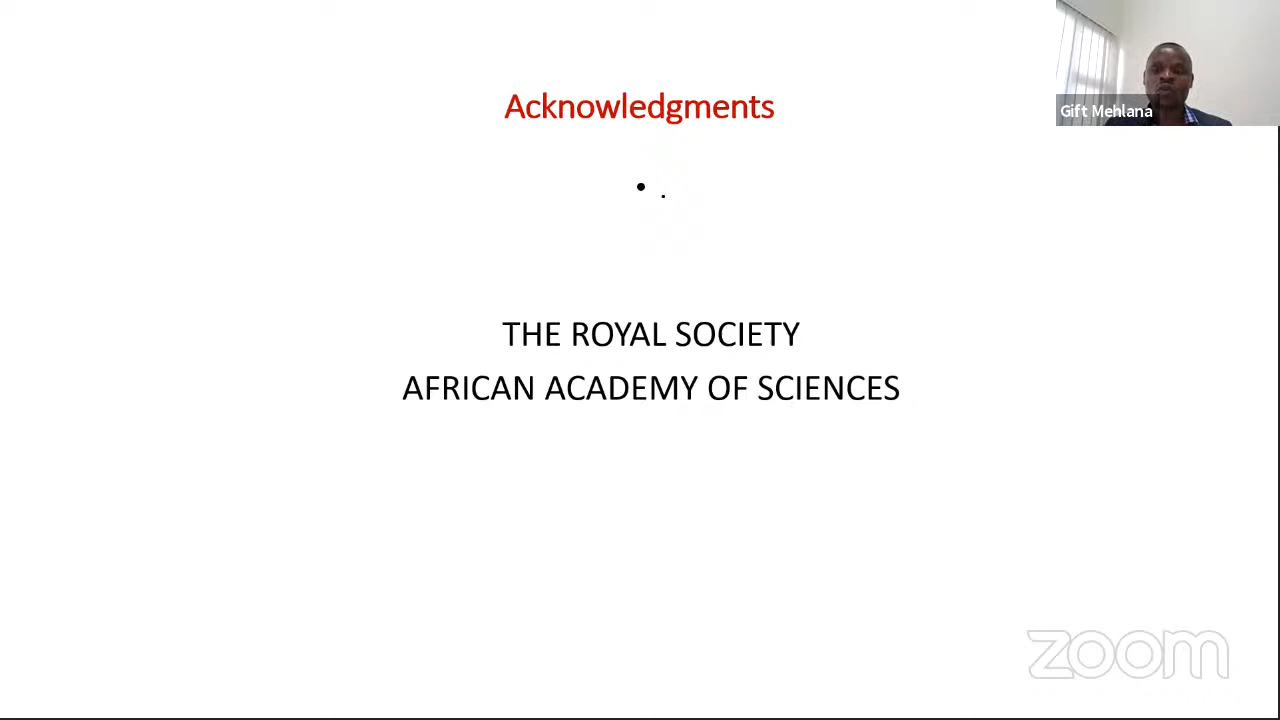 Acknowledgments
Gift Mehlana
• .
THE ROYAL SOCIETY
AFRICAN ACADEMY OF SCIENCES
zoom